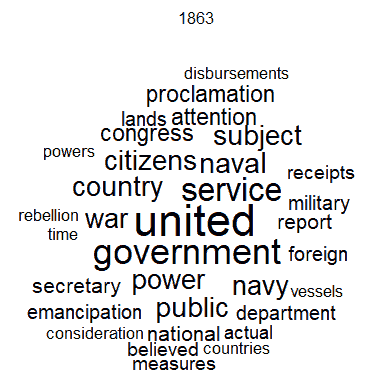 1863
disbursements
proclamation
lands attention
congress subject
powers
citizens naval
receipts
country service
military
rebellion war united report
time
government foreign
secretary power navy vessels
emancipation public department
consideration national actual
believed countries
measures